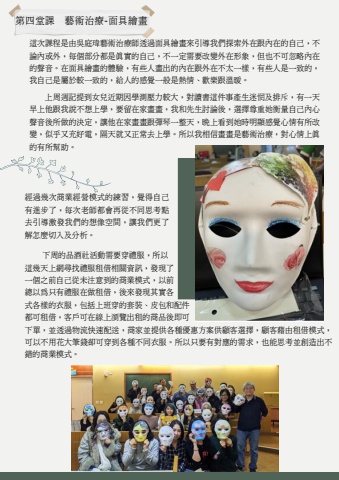 第四堂課　藝術治療-面具繪畫
這次課程是由吳庭瑋藝術治療師透過面具繪畫來引導我們探索外在跟內在的自己，不
論內或外，每個部分都是真實的自己，不一定需要改變外在形象，但也不可忽略內在
的聲音。在面具繪畫的體驗，有些人畫出的內在跟外在不太一樣，有些人是一致的，
我自己是屬於較一致的，給人的感覺一般是熱情、歡樂跟溫暖。
上周週記提到女兒近期因學測壓力較大，對讀書這件事產生迷惘及排斥，有一天
早上他跟我說不想上學，要留在家畫畫，我和先生討論後，選擇尊重她衡量自己內心
聲音後所做的決定，讓他在家畫畫跟彈琴一整天，晚上看到她時明顯感覺心情有所改
變，似乎又充好電，隔天就又正常去上學。所以我相信畫畫是藝術治療，對心情上真
的有所幫助。
經過幾次商業經營模式的練習，覺得自己
有進步了，每次老師都會再從不同思考點
去引導激發我們的想像空間，讓我們更了
解怎麼切入及分析。
下周的品酒社活動需要穿禮服，所以
這幾天上網尋找禮服租借相關資訊，發現了
一個之前自己從未注意到的商業模式，以前
總以為只有禮服在做租借，後來發現其實各
式各樣的衣服，包括上班穿的套裝、皮包和配件
都可租借，客戶可在線上瀏覽出租的商品後即可
下單，並透過物流快速配送，商家並提供各種優惠方案供顧客選擇，顧客藉由租借模式，
可以不用花大筆錢卻可穿到各種不同衣服。所以只要有對應的需求，也能思考並創造出不
錯的商業模式。